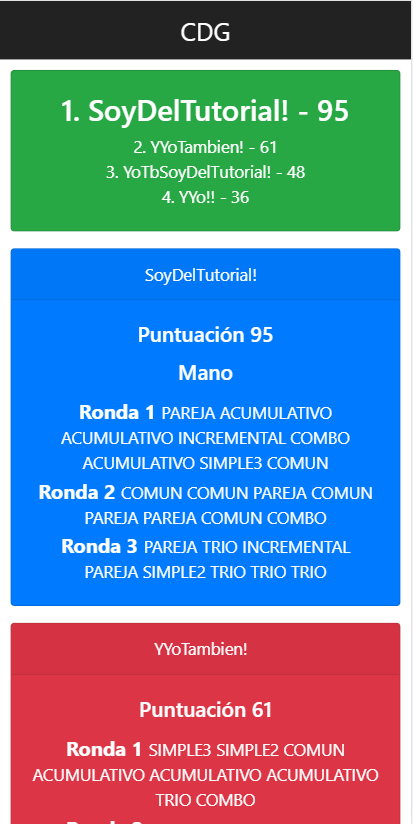 CDG
1. SoyDelTutorial! - 95
2. YYoTambien! - 61
3. YoTbSoyDelTutorial! - 48
4. YYo!! - 36
SoyDelTutorial!
Puntuación 95
Mano
Ronda 1 PAREJA ACUMULATIVO
ACUMULATIVO INCREMENTAL COMBO
ACUMULATIVO SIMPLE3 COMUN
Ronda 2 COMUN COMUN PAREJA COMUN
PAREJA PAREJA COMUN COMBO
Ronda 3 PAREJA TRIO INCREMENTAL
PAREJA SIMPLE2 TRIO TRIO TRIO
YYoTambien!
Puntuación 61
Ronda 1 SIMPLE3 SIMPLE2 COMUN
ACUMULATIVO ACUMULATIVO ACUMULATIVO
TRIO COMBO